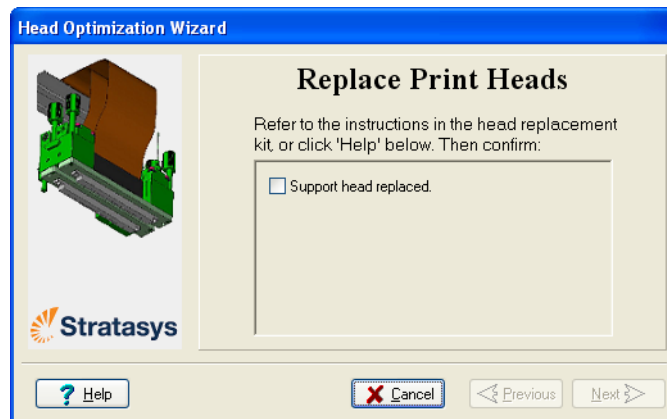 Head Optimization Wizard
Replace Print Heads
Refer to the instructions in the head replacement
kit, or click 'Help' below. Then confirm:
Support head replaced.
Stratasys
? Help
Cancel
Previous
Next